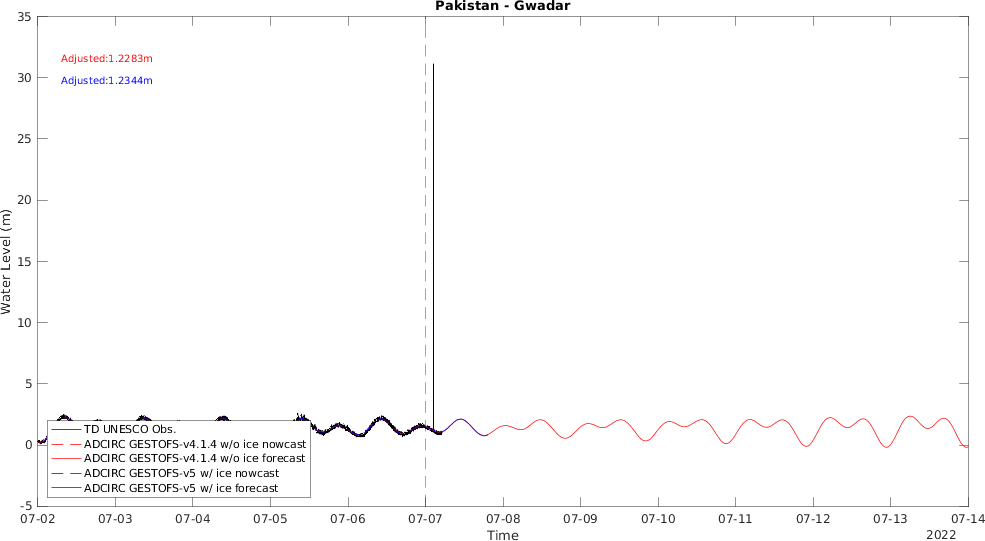 Pakistan - Gwadar
35
30
25
20
15
10
5
0
-5
Water Level (m)
Adjusted:1.2283m
Adjusted:1.2344m
TD UNESCO Obs.
ADCIRC GESTOFS-v4.1.4 w/o ice nowcast
ADCIRC GESTOFS-v4.1.4 w/o ice forecast
ADCIRC GESTOFS-v5 w/ ice nowcast
ADCIRC GESTOFS-v5 w/ ice forecast
07-02 07-03 07-04 07-05 07-06 07-07 07-08 07-09 07-10 07-11 07-12 07-13 07-14
Time
2022